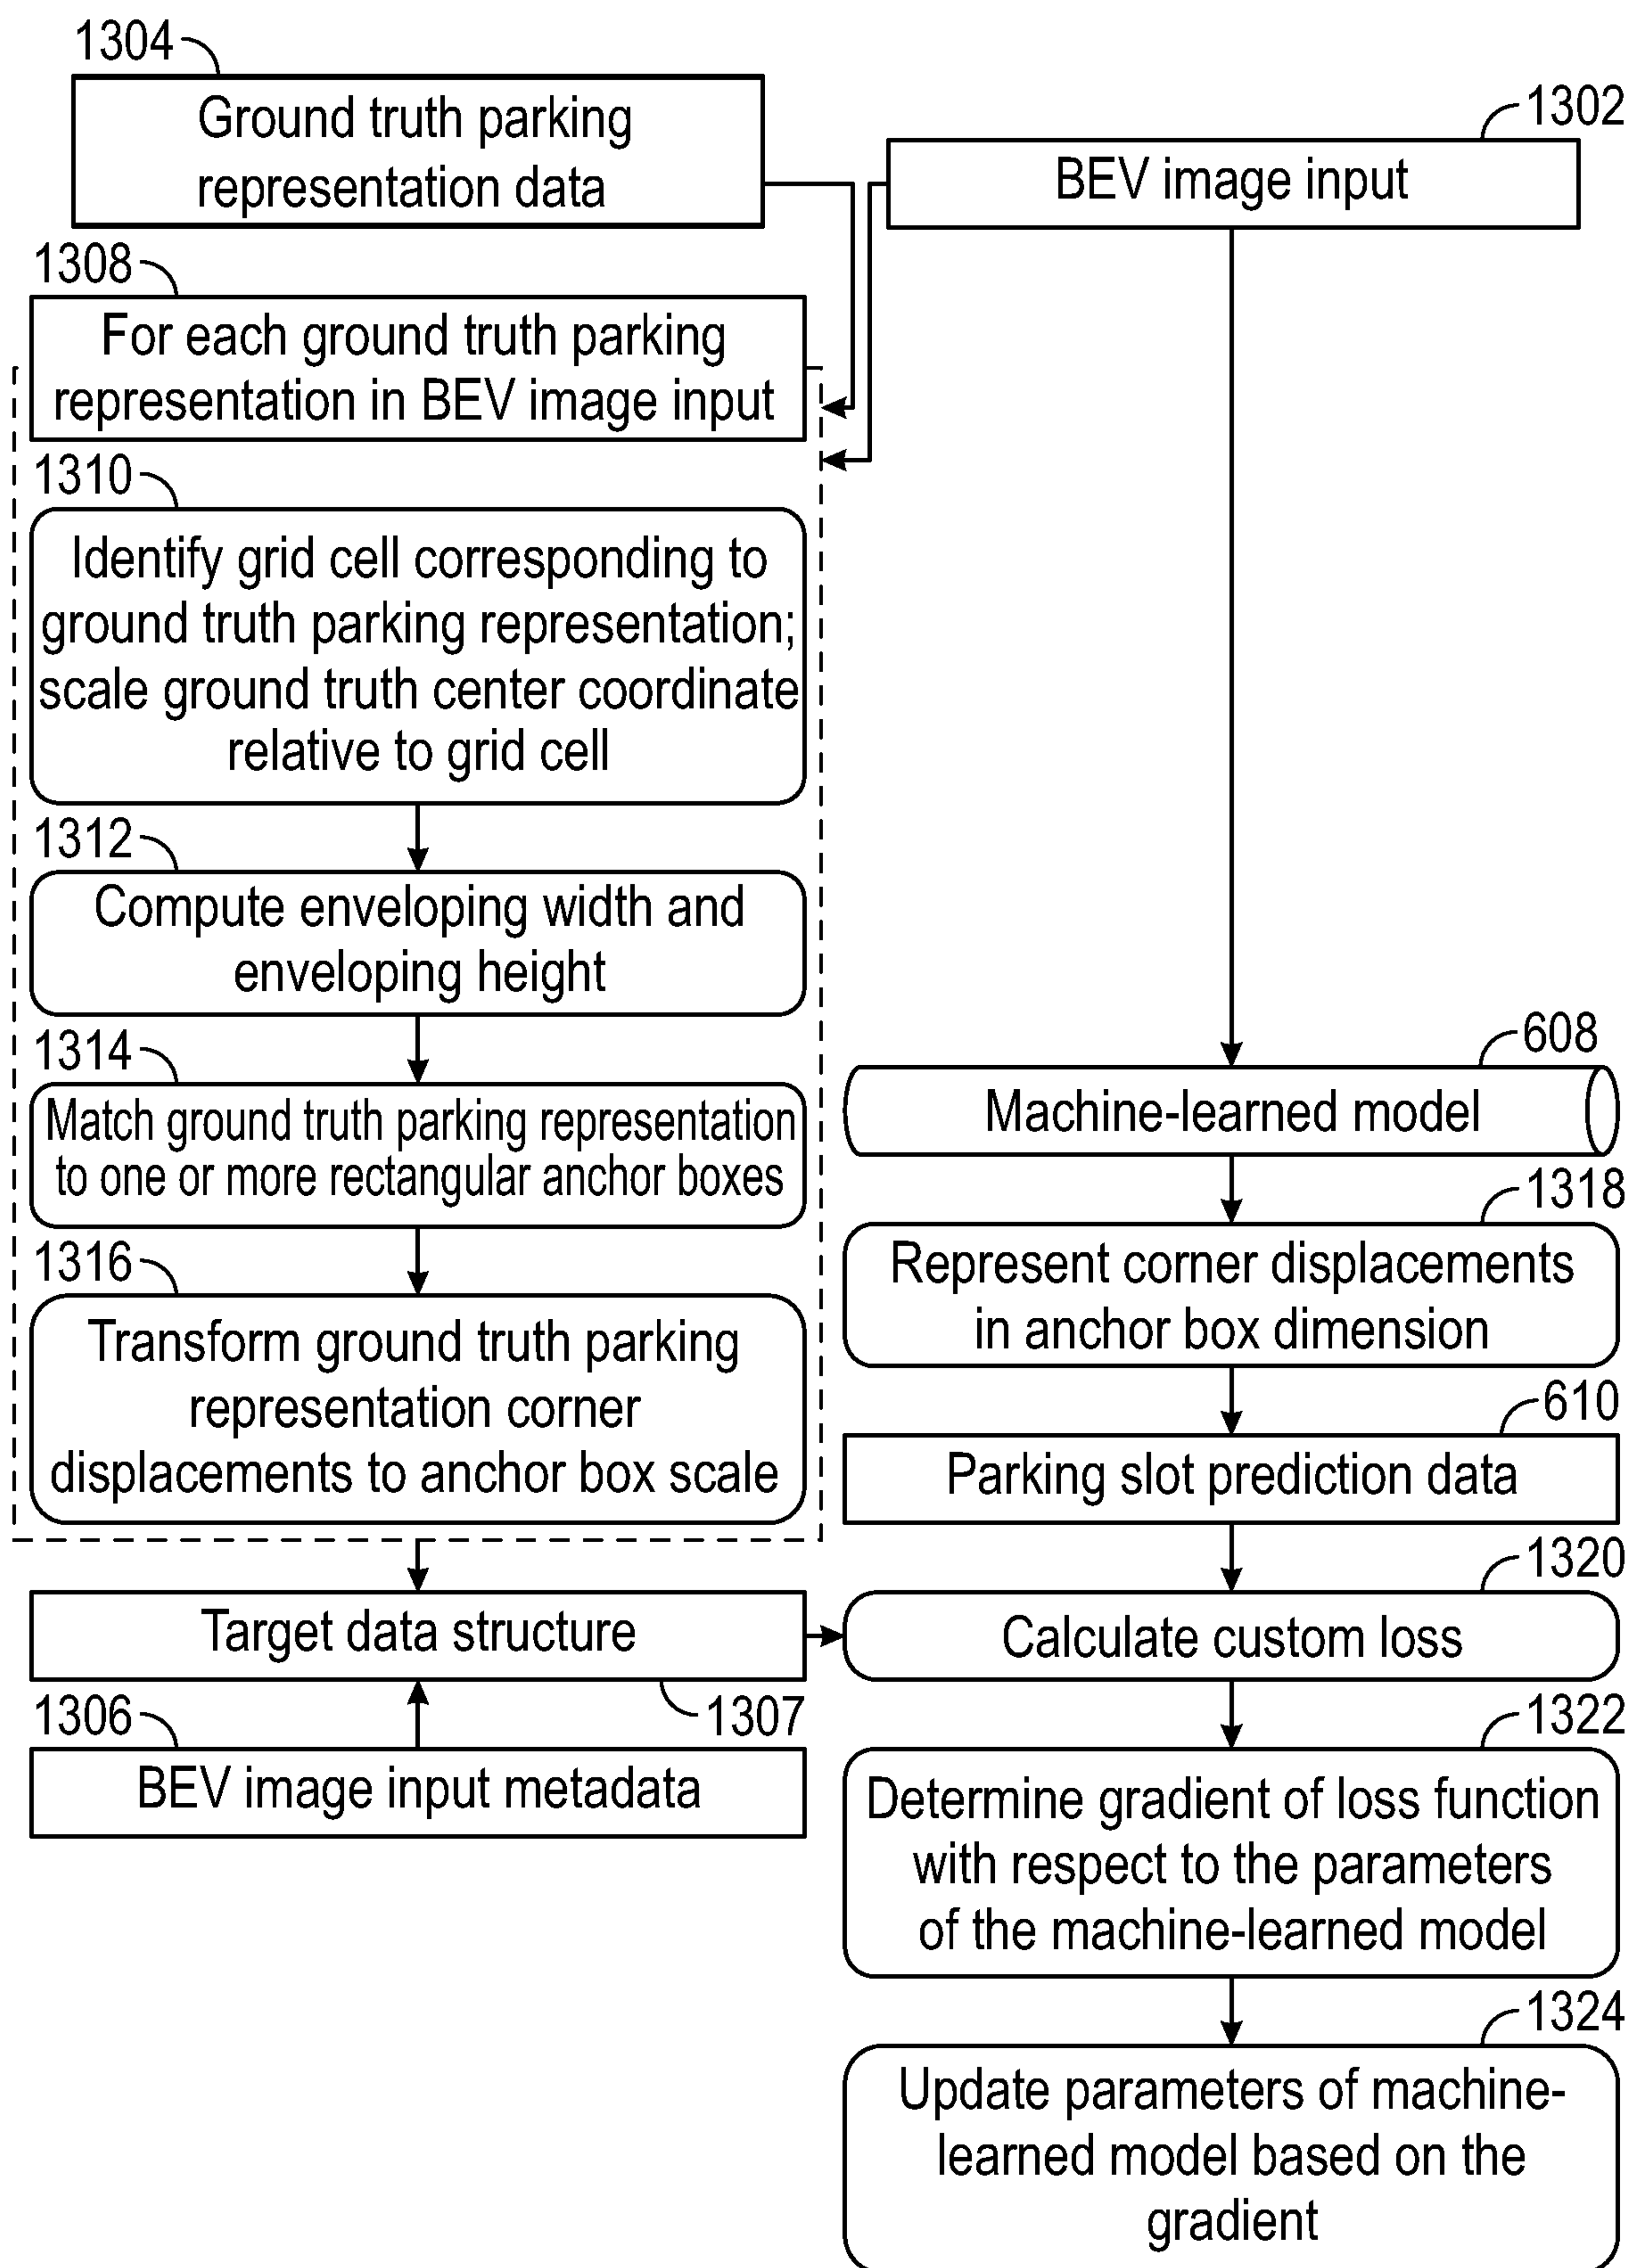 1304
Ground truth parking
representation data
1302
BEV image input
1308
For each ground truth parking
representation in BEV image input
1310
Identify grid cell corresponding to
ground truth parking representation;
scale ground truth center coordinate
relative to grid cell
1312
Compute enveloping width and
enveloping height
1314
Match ground truth parking representation
to one or more rectangular anchor boxes
1316
Transform ground truth parking
representation corner
displacements to anchor box scale
608
Machine-learned model
1318
Represent corner displacements
in anchor box dimension
610
Parking slot prediction data
Target data structure
1307
1306
BEV image input metadata
1320
Calculate custom loss
1322
Determine gradient of loss function
with respect to the parameters
of the machine-learned model
1324
Update parameters of machine-
learned model based on the
gradient